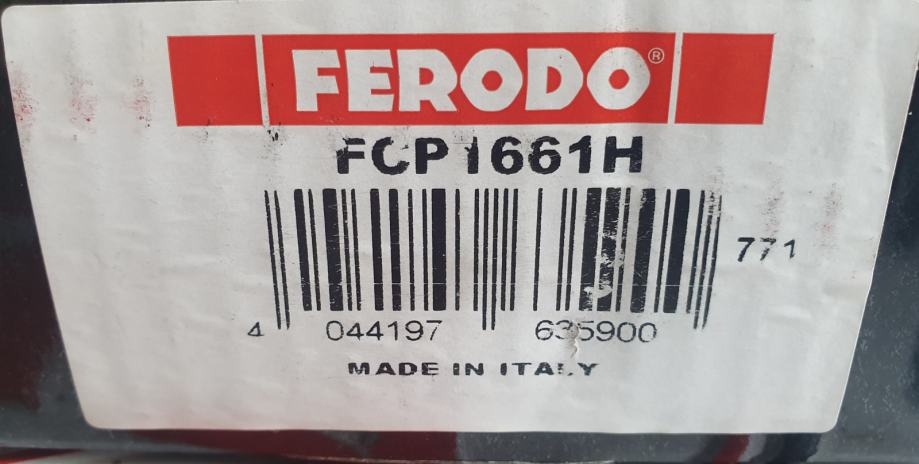 FERODO®
FCP1661H
771
4 044197 635900
MADE IN ITALY